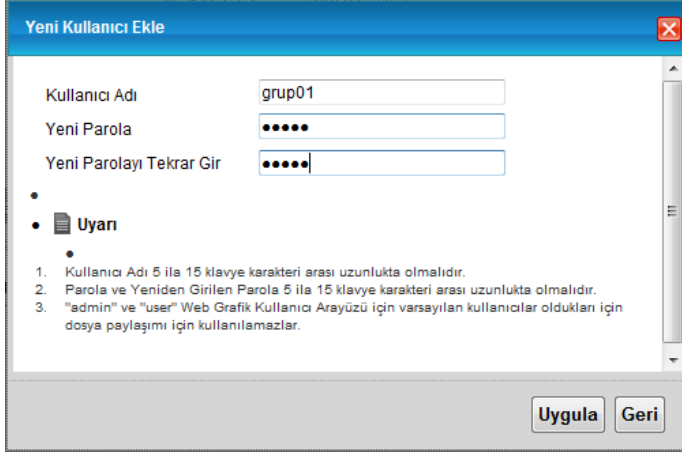 Yeni Kullanıcı Ekle
Kullanıcı Adı
grup01
Yeni Parola
•••••
Yeni Parolayı Tekrar Gir
•••••
Uyarı
1. Kullanıcı Adı 5 ila 15 klavye karakteri arası uzunlukta olmalıdır.
2. Parola ve Yeniden Girilen Parola 5 ila 15 klavye karakteri arası uzunlukta olmalıdır.
3. "admin" ve "user" Web Grafik Kullanıcı Arayüzü için varsayılan kullanıcılar oldukları için
dosya paylaşımı için kullanılamazlar.
Uygula
Geri